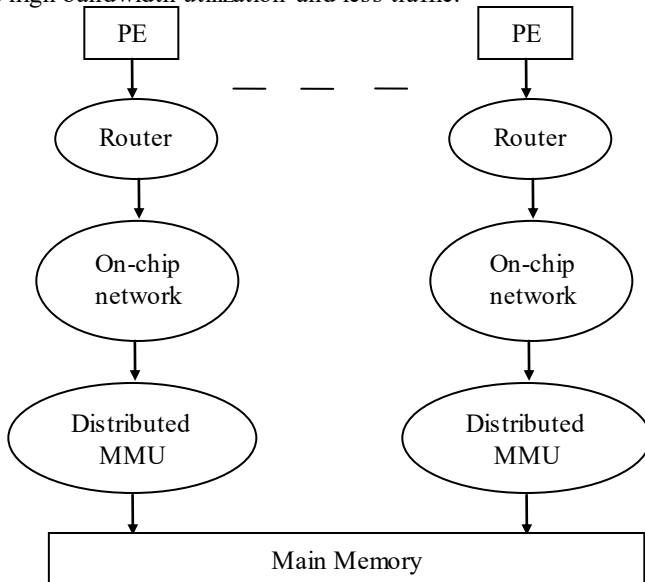 high bandwidth utilization and less traffic.
PE PE
Router Router
On-chip On-chip
network network
Distributed Distributed
MMU MMU
Main Memory